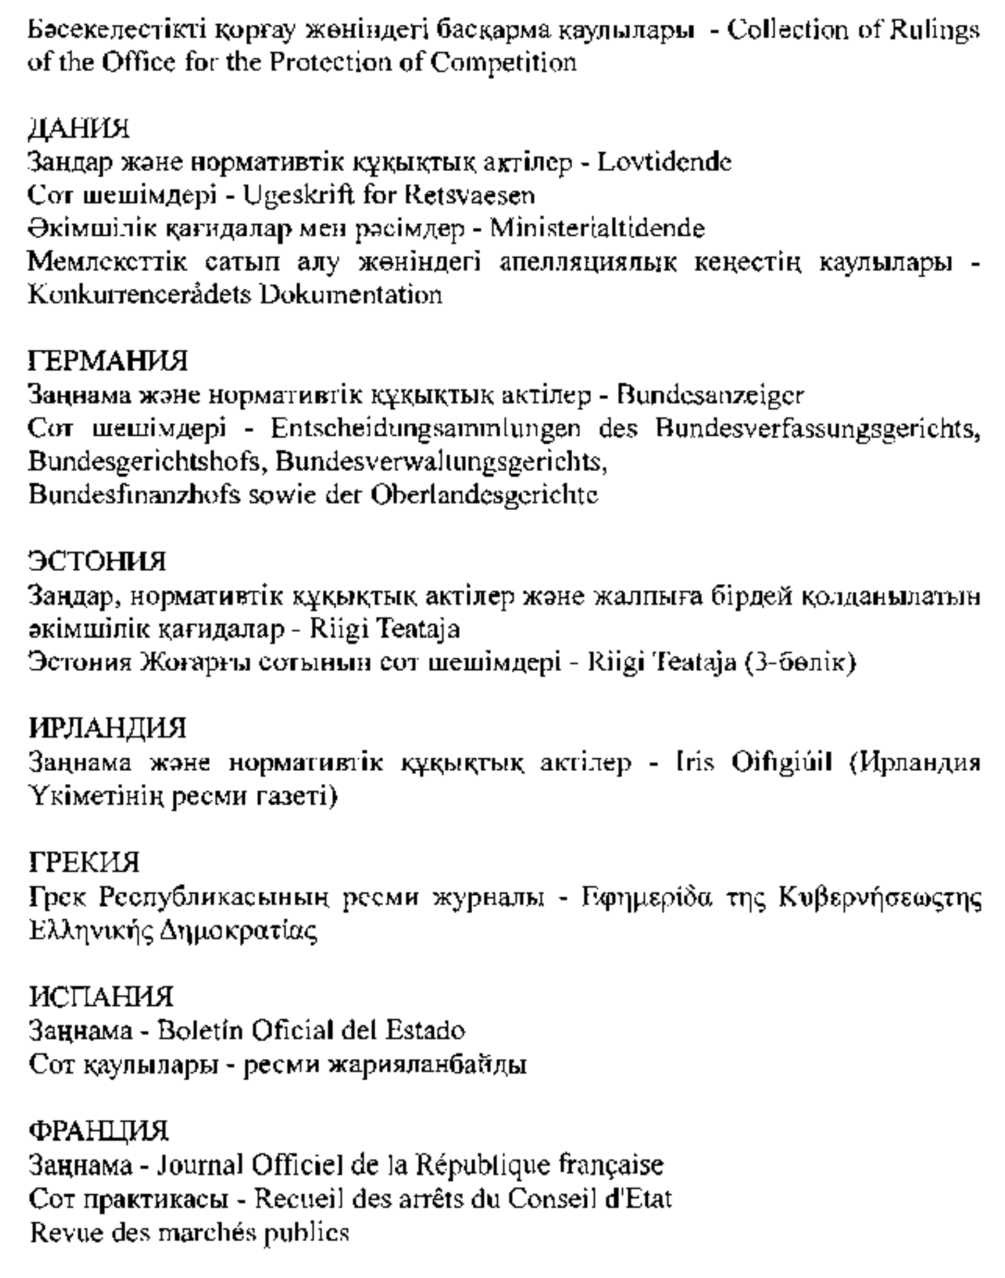 Бәсекелестікті қорғау жөніндегі басқарма қаулылары - Collection of Rulings
of the Office for the Protection of Competition
ДАНИЯ
Заңдар және нормативтік құқықтық актілер - Lovtidende
Сот шешімдері - Ugeskrift for Retsvaesen
Әкімшілік қағидалар мен рәсімдер - Ministerialtidende
Мемлекеттік сатып алу жөніндегі апелляциялық кеңестің қаулылары -
Konkurrencerådets Dokumentation
ГЕРМАНИЯ
Заңнама және нормативтік құқықтық актілер - Bundesanzeiger
Сот шешімдері - Entscheidungsammlungen des Bundesverfassungsgerichts,
Bundesgerichtshofs, Bundesverwaltungsgerichts,
Bundesfinanzhofs sowie der Oberlandesgerichte
ЭСТОНИЯ
Заңдар, нормативтік құқықтық актілер және жалпыға бірдей қолданылатын
әкімшілік қағидалар - Riigi Teataja
Эстония Жоғарғы сотының сот шешімдері - Riigi Teataja (3-бөлік)
ИРЛАНДИЯ
Заңнама және нормативтік құқықтық актілер - Iris Oifigiúil (Ирландия
Үкіметінің ресми газеті)
ГРЕКИЯ
Грек Республикасының ресми журналы - Εφημερίδα της Κυβερνήσεωςτης
Ελληνικής Δημοκρατίας
ИСПАНИЯ
Заңнама - Boletín Oficial del Estado
Сот қаулылары - ресми жарияланбайды
ФРАНЦИЯ
Заңнама - Journal Officiel de la République française
Сот практикасы - Recueil des arrêts du Conseil d'Etat
Revue des marchés publics